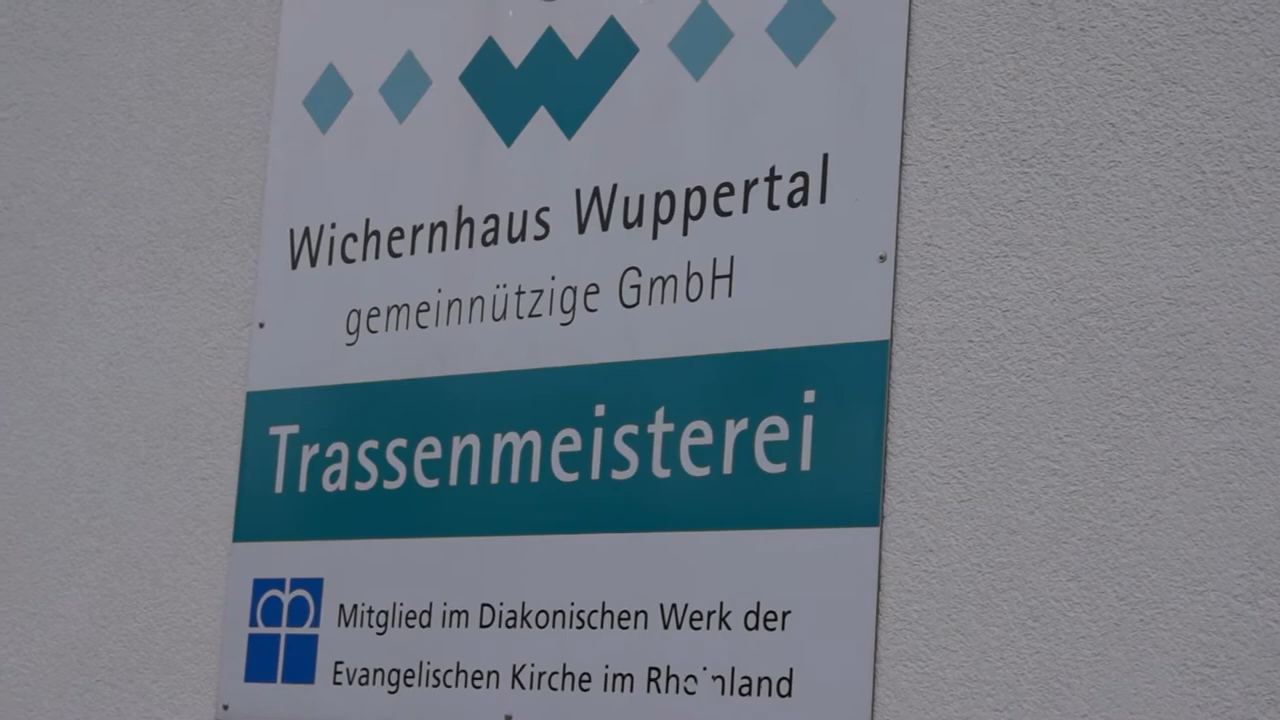 Wichernhaus Wuppertal
gemeinnützige GmbH
Trassenmeisterei
Mitglied im Diakonischen Werk der
Evangelischen Kirche im Rheinland